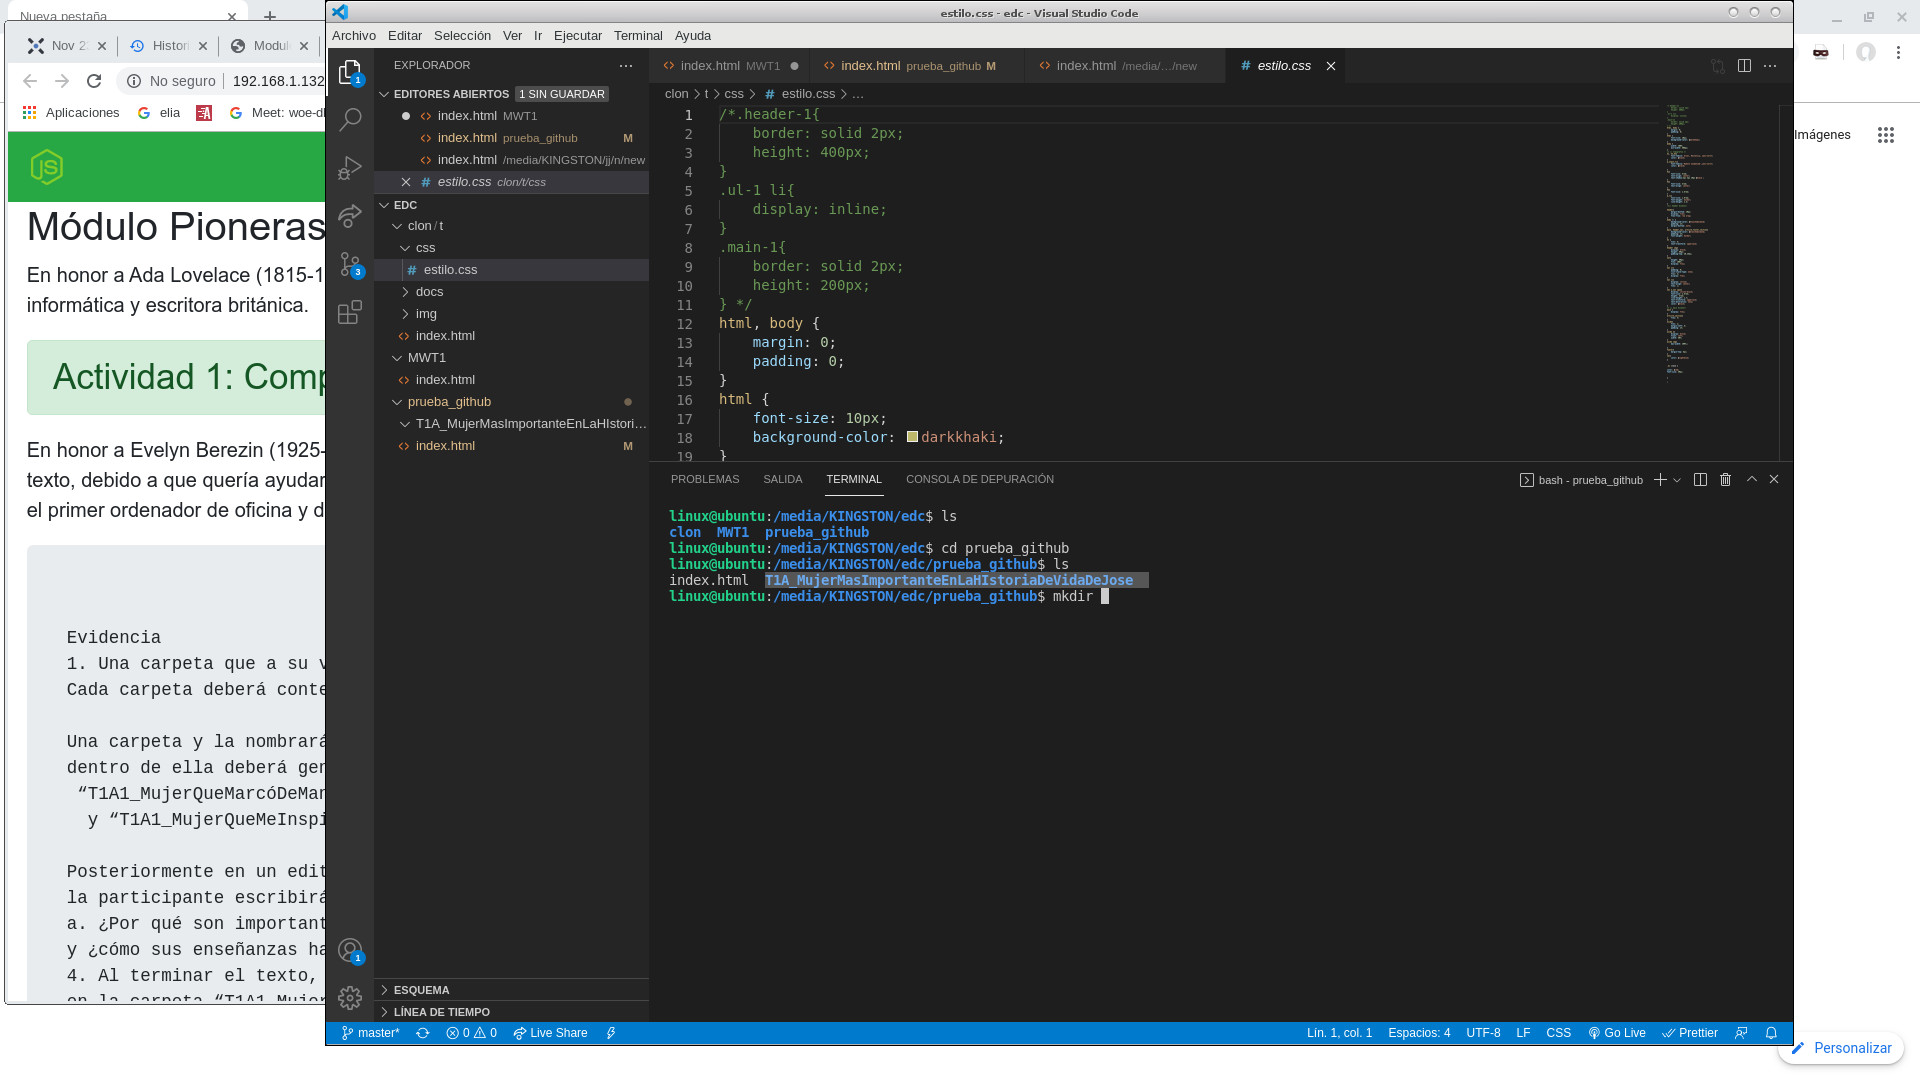 Nueva pestaña
Nov 2
Histori
Modul
No seguro
192.168.1.132
Aplicaciones
elia
Meet: woe-d
Módulo Pioneras
En honor a Ada Lovelace (1815-1
informática y escritora británica.
Actividad 1: Comp
En honor a Evelyn Berezin (1925-
texto, debido a que quería ayudar
el primer ordenador de oficina y d
Evidencia
1. Una carpeta que a su v
Cada carpeta deberá conte
Una carpeta y la nombrará
dentro de ella deberá gen
“T1A1_MujerQueMarcóDeMan
y “T1A1_MujerQueMeInspi
Posteriormente en un edit
la participante escribirá
a. ¿Por qué son important
y ¿cómo sus enseñanzas ha
4. Al terminar el texto,
en la carpeta “T1A1_Mujer
estilo.css - edc - Visual Studio Code
Archivo Editar Selección Ver Ir Ejecutar Terminal Ayuda
EXPLORADOR
EDITORES ABIERTOS 1 SIN GUARDAR
index.html MWT1
index.html prueba_github M
index.html /media/KINGSTON/jj/n/new
# estilo.css clon/t/css
EDC
clon / t
css
# estilo.css
docs
img
index.html
MWT1
index.html
prueba_github
T1A_MujerMasImportanteEnLaHIstori...
index.html M
ESQUEMA
LÍNEA DE TIEMPO
1
3
1
index.html MWT1
index.html prueba_github M
index.html /media/.../new
# estilo.css
clon > t > css > # estilo.css > ...
1 /*.header-1{
2 border: solid 2px;
3 height: 400px;
4 }
5 .ul-1 li{
6 display: inline;
7 }
8 .main-1{
9 border: solid 2px;
10 height: 200px;
11 } */
12 html, body {
13 margin: 0;
14 padding: 0;
15 }
16 html {
17 font-size: 10px;
18 background-color: darkkhaki;
19 }
PROBLEMAS SALIDA TERMINAL CONSOLA DE DEPURACIÓN
bash - prueba_github
linux@ubuntu:/media/KINGSTON/edc$ ls
clon MWT1 prueba_github
linux@ubuntu:/media/KINGSTON/edc$ cd prueba_github
linux@ubuntu:/media/KINGSTON/edc/prueba_github$ ls
index.html T1A_MujerMasImportanteEnLaHIstoriaDeVidaDeJose
linux@ubuntu:/media/KINGSTON/edc/prueba_github$ mkdir
master* 0 0 Live Share
Lín. 1, col. 1 Espacios: 4 UTF-8 LF CSS Go Live Prettier
Imágenes
Personalizar